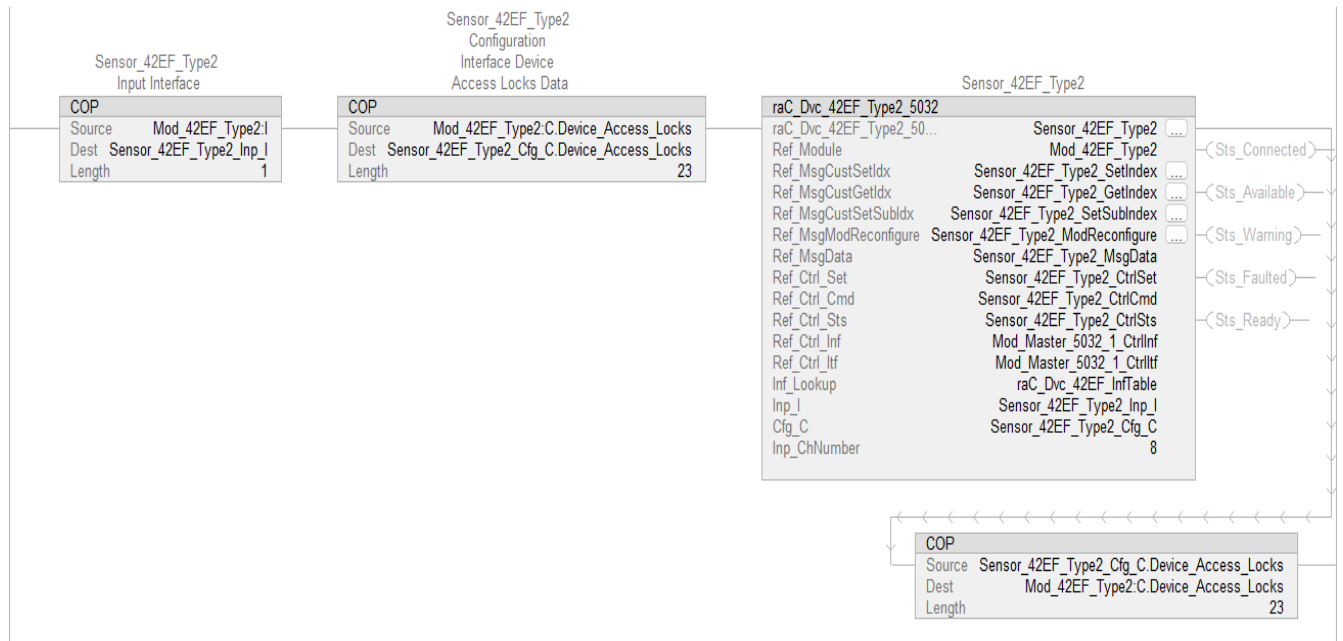 Sensor_42EF_Type2
Input Interface
COP
Source Mod_42EF_Type2:I
Dest Sensor_42EF_Type2_Inp_I
Length 1
Sensor_42EF_Type2
Configuration
Interface Device
Access Locks Data
COP
Source Mod_42EF_Type2:C.Device_Access_Locks
Dest Sensor_42EF_Type2_Cfg_C.Device_Access_Locks
Length 23
Sensor_42EF_Type2
raC_Dvc_42EF_Type2_5032
raC_Dvc_42EF_Type2_50... Sensor_42EF_Type2 ...
Ref_Module Mod_42EF_Type2 (Sts_Connected)
Ref_MsgCustSetIdx Sensor_42EF_Type2_SetIndex ...
Ref_MsgCustGetIdx Sensor_42EF_Type2_GetIndex ... (Sts_Available)
Ref_MsgCustSetSubIdx Sensor_42EF_Type2_SetSubIndex ...
Ref_MsgModReconfigure Sensor_42EF_Type2_ModReconfigure ... (Sts_Warning)
Ref_MsgData Sensor_42EF_Type2_MsgData
Ref_Ctrl_Set Sensor_42EF_Type2_CtrlSet (Sts_Faulted)
Ref_Ctrl_Cmd Sensor_42EF_Type2_CtrlCmd
Ref_Ctrl_Sts Sensor_42EF_Type2_CtrlSts (Sts_Ready)
Ref_Ctrl_Inf Mod_Master_5032_1_CtrlInf
Ref_Ctrl_Itf Mod_Master_5032_1_CtrlItf
Inf_Lookup raC_Dvc_42EF_InfTable
Inp_I Sensor_42EF_Type2_Inp_I
Cfg_C Sensor_42EF_Type2_Cfg_C
Inp_ChNumber 8
COP
Source Sensor_42EF_Type2_Cfg_C.Device_Access_Locks
Dest Mod_42EF_Type2:C.Device_Access_Locks
Length 23